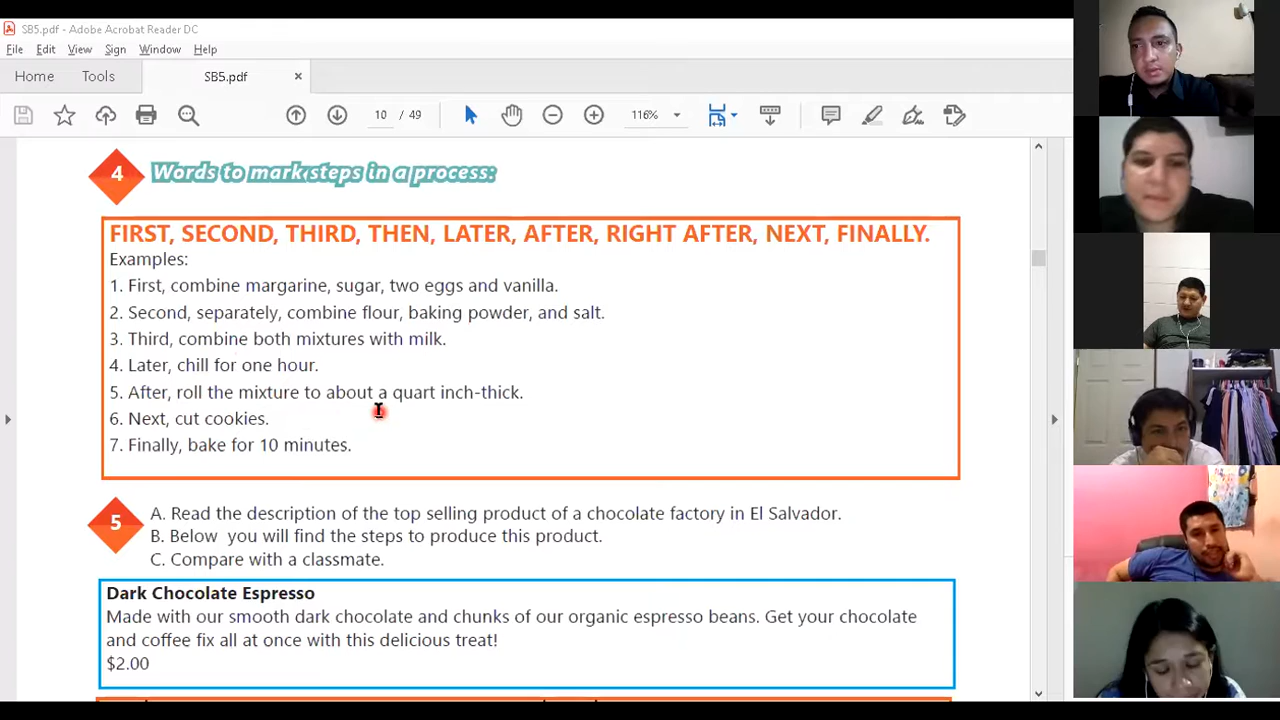 SB5.pdf - Adobe Acrobat Reader DC
File Edit View Sign Window Help
Home Tools SB5.pdf ×
10 / 49 116%
4 Words to mark steps in a process:
FIRST, SECOND, THIRD, THEN, LATER, AFTER, RIGHT AFTER, NEXT, FINALLY.
Examples:
1. First, combine margarine, sugar, two eggs and vanilla.
2. Second, separately, combine flour, baking powder, and salt.
3. Third, combine both mixtures with milk.
4. Later, chill for one hour.
5. After, roll the mixture to about a quart inch-thick.
6. Next, cut cookies.
7. Finally, bake for 10 minutes.
5 A. Read the description of the top selling product of a chocolate factory in El Salvador.
B. Below you will find the steps to produce this product.
C. Compare with a classmate.
Dark Chocolate Espresso
Made with our smooth dark chocolate and chunks of our organic espresso beans. Get your chocolate
and coffee fix all at once with this delicious treat!
$2.00